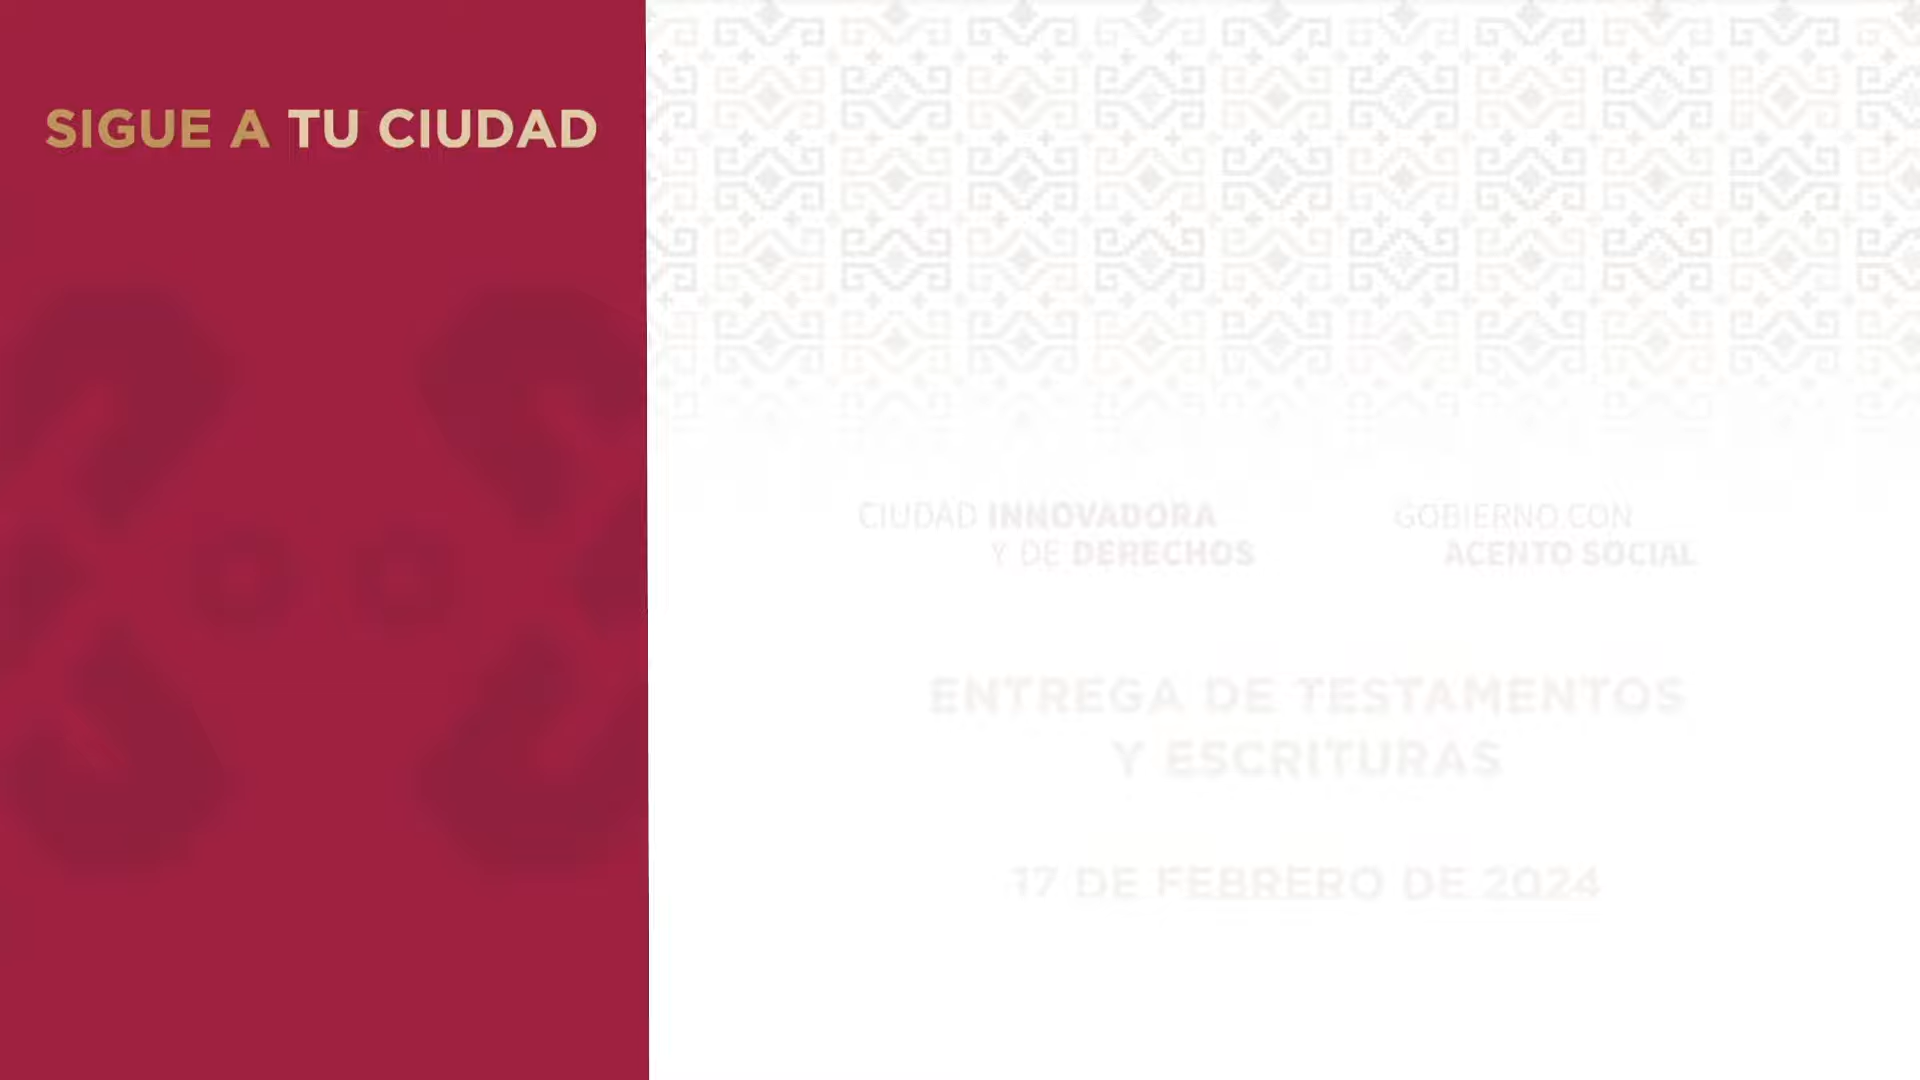 SIGUE A TU CIUDAD
CIUDAD INNOVADORA
Y DE DERECHOS
GOBIERNO CON
ACENTO SOCIAL
ENTREGA DE TESTAMENTOS
Y ESCRITURAS
17 DE FEBRERO DE 2024